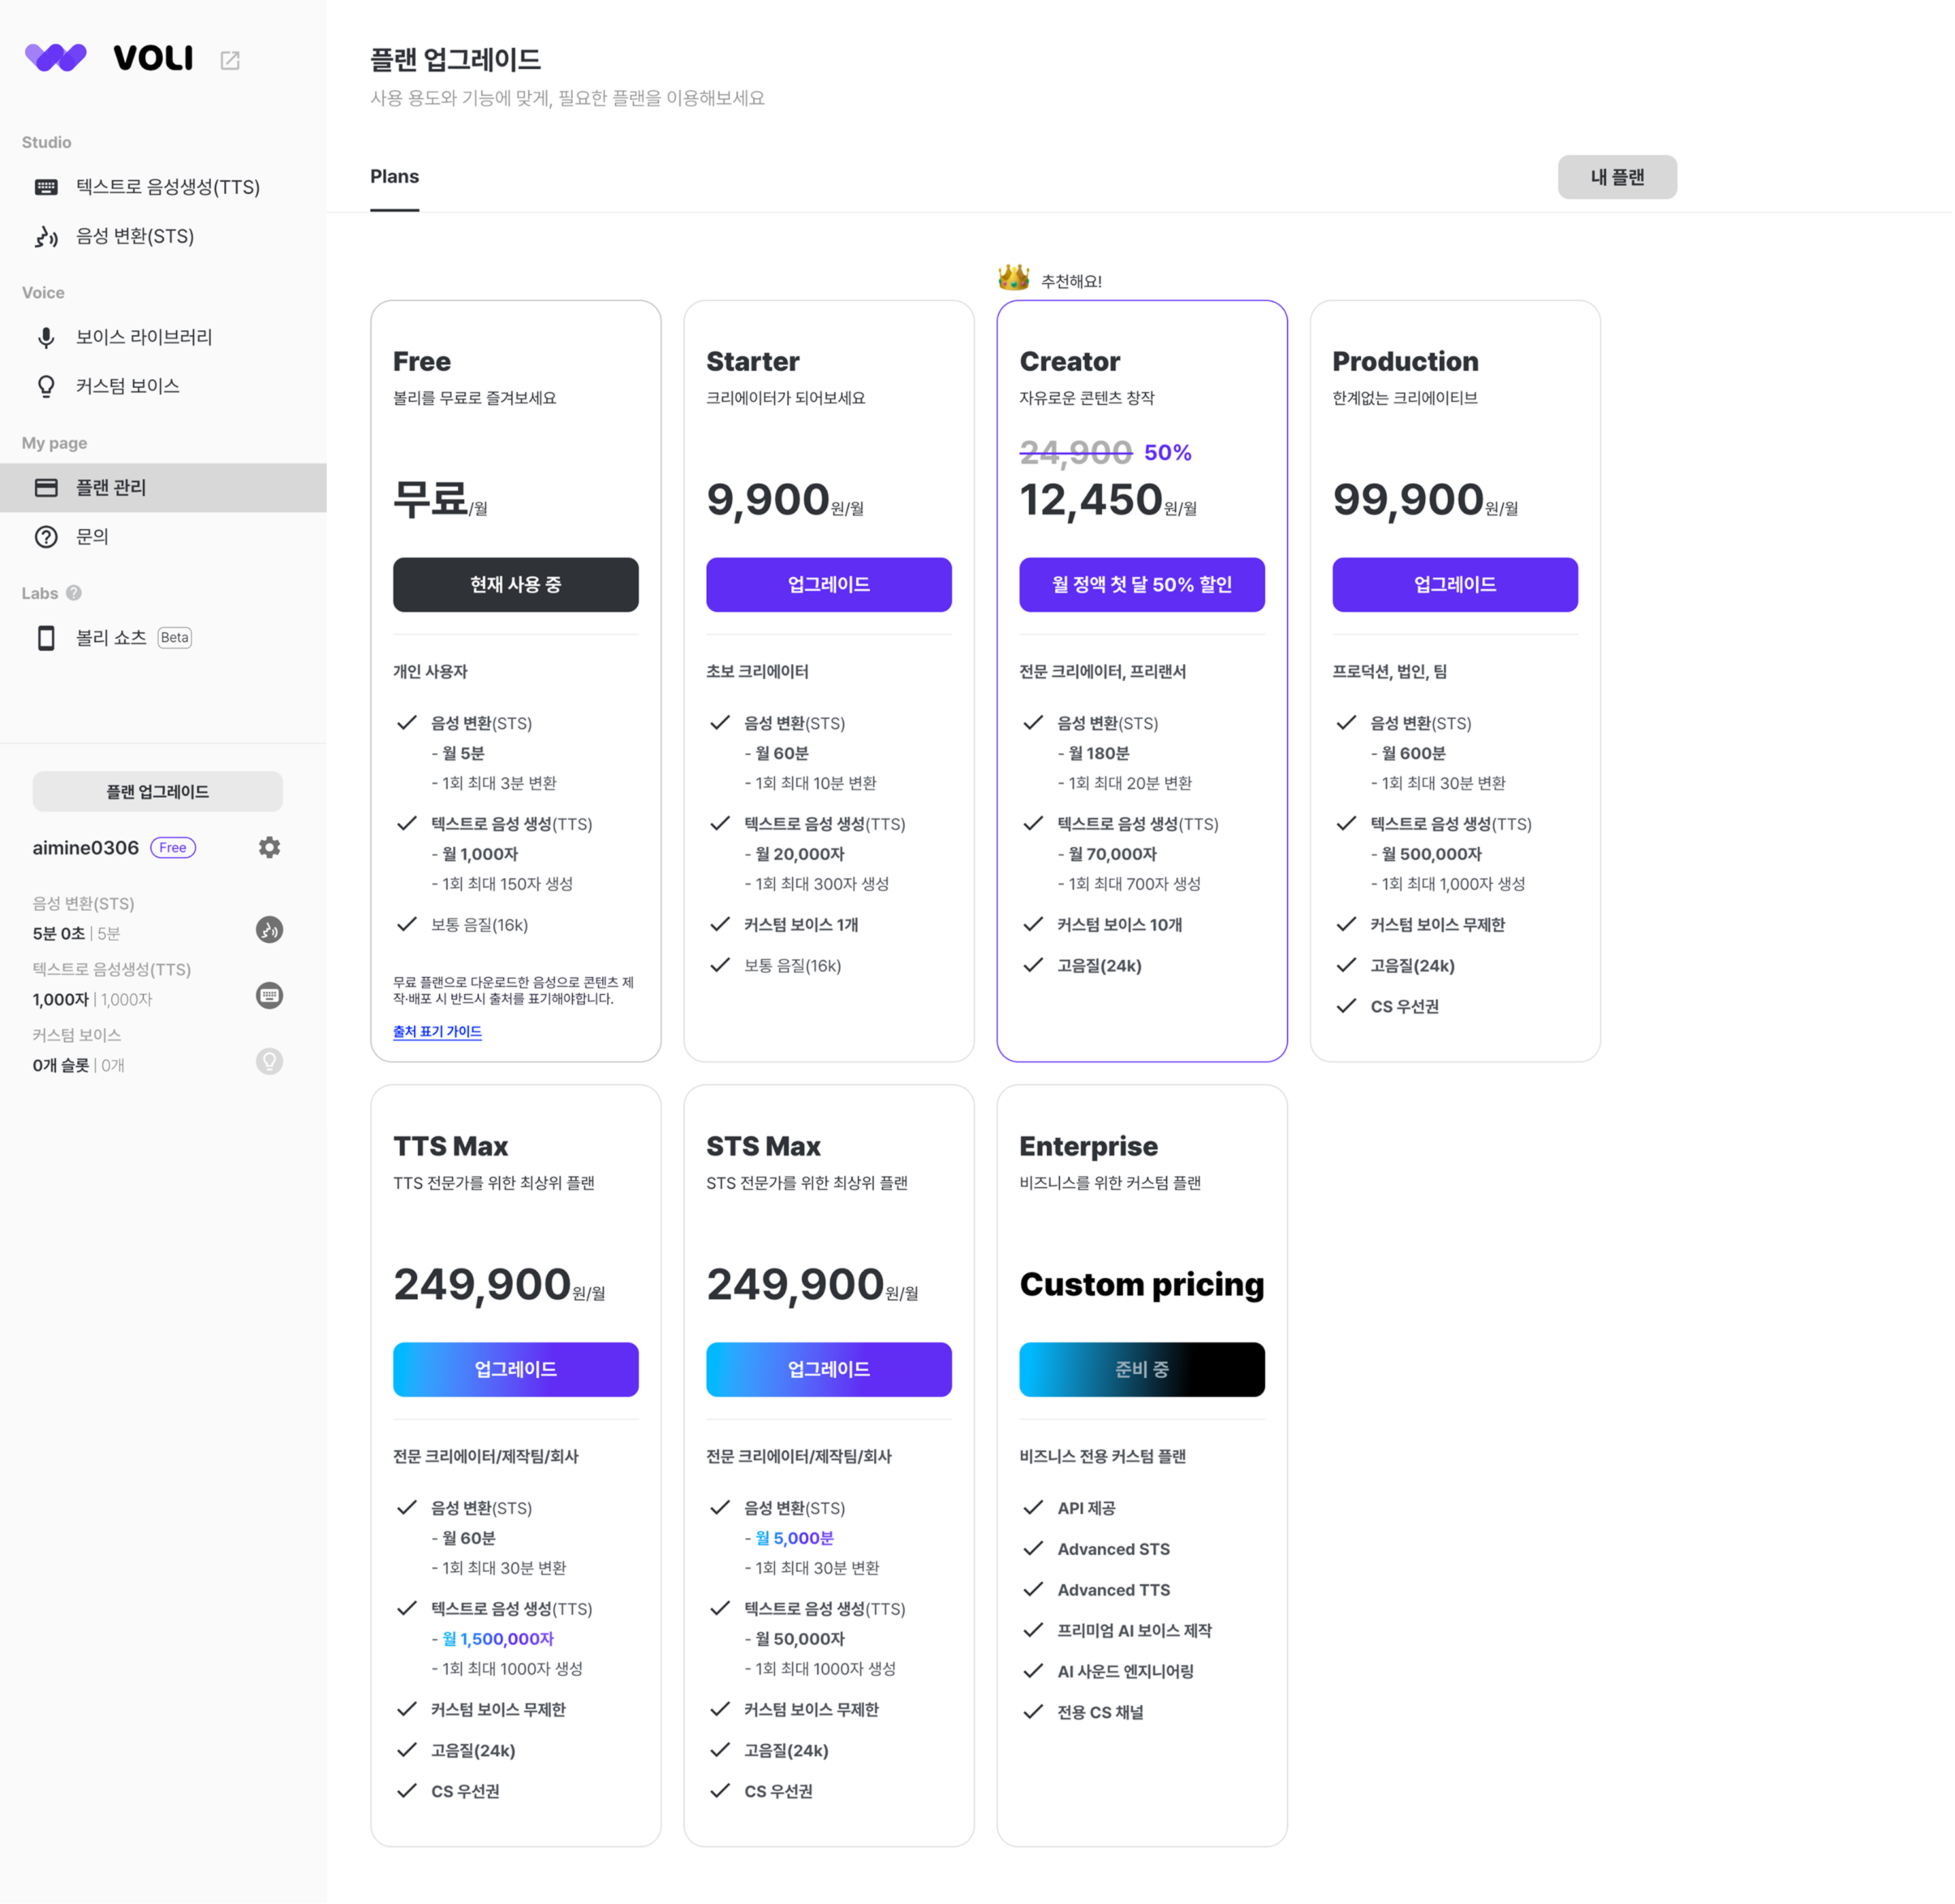 VOLI
Studio
텍스트로 음성생성(TTS)
음성 변환(STS)
Voice
보이스 라이브러리
커스텀 보이스
My page
플랜 관리
문의
Labs ?
볼리 쇼츠 Beta
플랜 업그레이드
aimine0306 Free
음성 변환(STS)
5분 0초 | 5분
텍스트로 음성생성(TTS)
1,000자 | 1,000자
커스텀 보이스
0개 슬롯 | 0개
플랜 업그레이드
사용 용도와 기능에 맞게, 필요한 플랜을 이용해보세요
Plans
내 플랜
Free
볼리를 무료로 즐겨보세요
무료/월
현재 사용 중
개인 사용자
음성 변환(STS)
- 월 5분
- 1회 최대 3분 변환
텍스트로 음성 생성(TTS)
- 월 1,000자
- 1회 최대 150자 생성
보통 음질(16k)
무료 플랜으로 다운로드한 음성으로 콘텐츠 제
작·배포 시 반드시 출처를 표기해야합니다.
출처 표기 가이드
Starter
크리에이터가 되어보세요
9,900원/월
업그레이드
초보 크리에이터
음성 변환(STS)
- 월 60분
- 1회 최대 10분 변환
텍스트로 음성 생성(TTS)
- 월 20,000자
- 1회 최대 300자 생성
커스텀 보이스 1개
보통 음질(16k)
추천해요!
Creator
자유로운 콘텐츠 창작
24,900 50%
12,450원/월
월 정액 첫 달 50% 할인
전문 크리에이터, 프리랜서
음성 변환(STS)
- 월 180분
- 1회 최대 20분 변환
텍스트로 음성 생성(TTS)
- 월 70,000자
- 1회 최대 700자 생성
커스텀 보이스 10개
고음질(24k)
Production
한계없는 크리에이티브
99,900원/월
업그레이드
프로덕션, 법인, 팀
음성 변환(STS)
- 월 600분
- 1회 최대 30분 변환
텍스트로 음성 생성(TTS)
- 월 500,000자
- 1회 최대 1,000자 생성
커스텀 보이스 무제한
고음질(24k)
CS 우선권
TTS Max
TTS 전문가를 위한 최상위 플랜
249,900원/월
업그레이드
전문 크리에이터/제작팀/회사
음성 변환(STS)
- 월 60분
- 1회 최대 30분 변환
텍스트로 음성 생성(TTS)
- 월 1,500,000자
- 1회 최대 1000자 생성
커스텀 보이스 무제한
고음질(24k)
CS 우선권
STS Max
STS 전문가를 위한 최상위 플랜
249,900원/월
업그레이드
전문 크리에이터/제작팀/회사
음성 변환(STS)
- 월 5,000분
- 1회 최대 30분 변환
텍스트로 음성 생성(TTS)
- 월 50,000자
- 1회 최대 1000자 생성
커스텀 보이스 무제한
고음질(24k)
CS 우선권
Enterprise
비즈니스를 위한 커스텀 플랜
Custom pricing
준비 중
비즈니스 전용 커스텀 플랜
API 제공
Advanced STS
Advanced TTS
프리미엄 AI 보이스 제작
AI 사운드 엔지니어링
전용 CS 채널